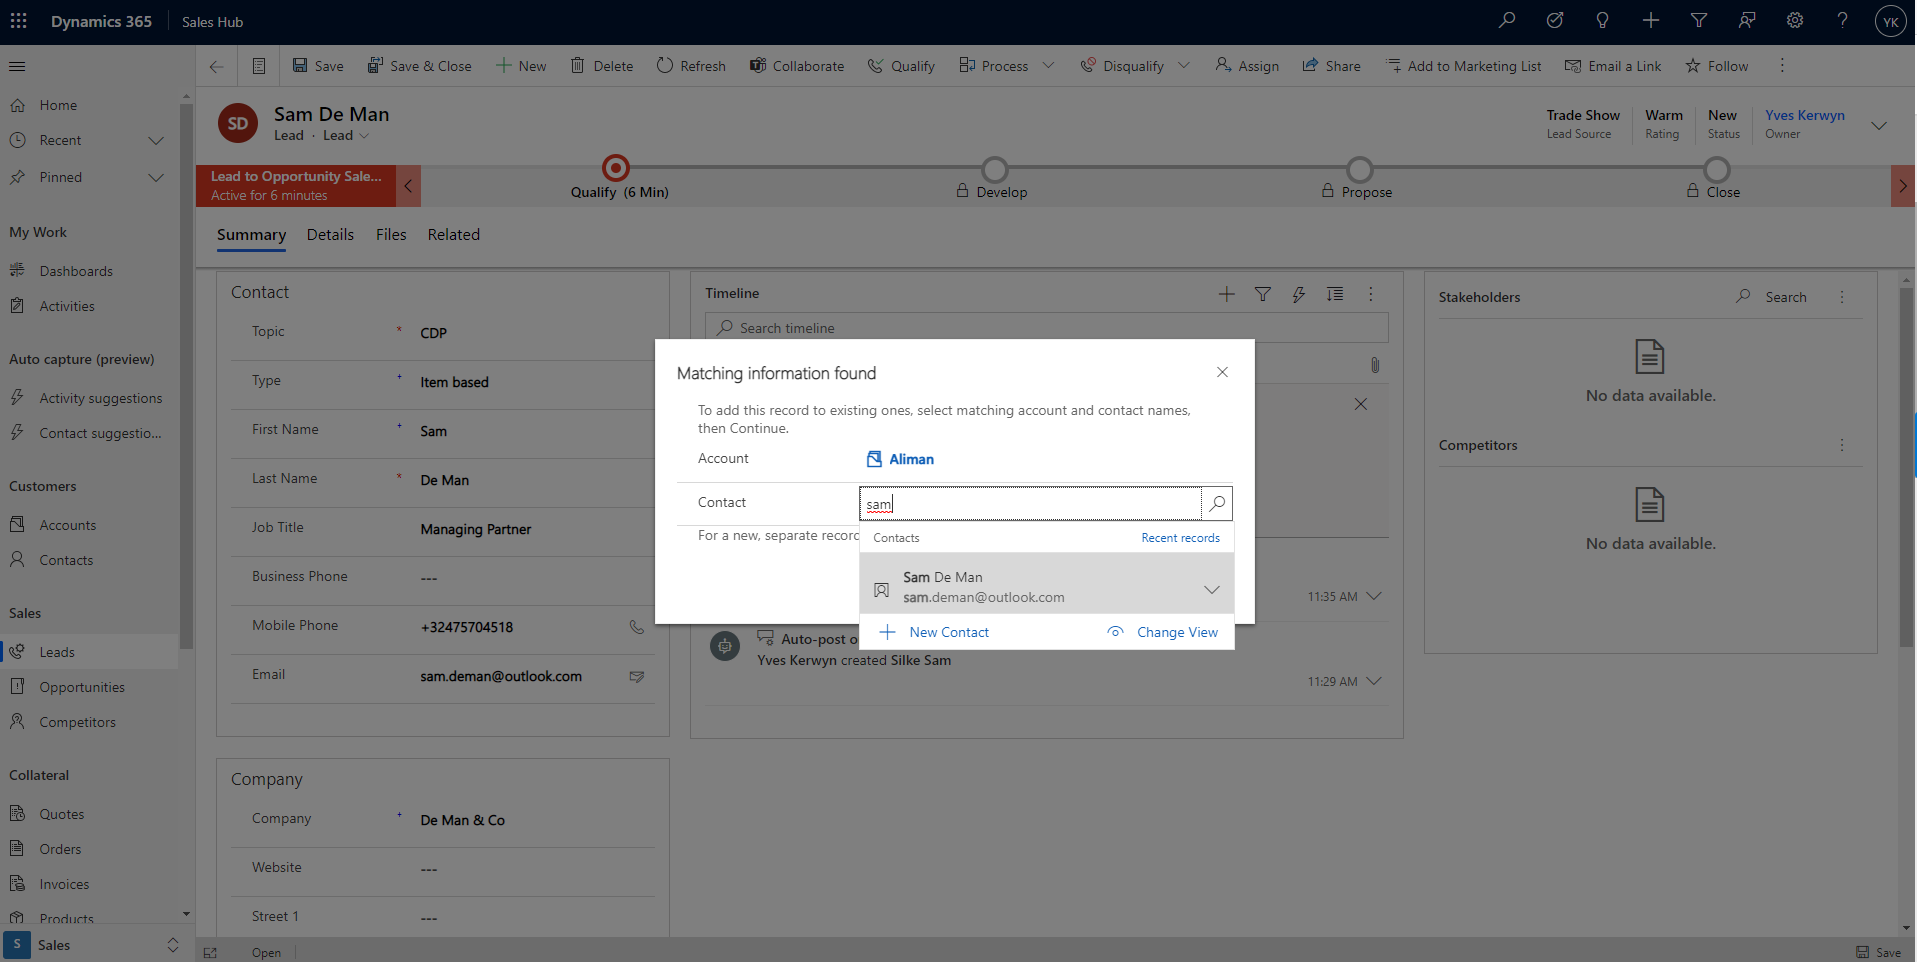 Dynamics 365
Sales Hub
YK
Save
Save & Close
New
Delete
Refresh
Collaborate
Qualify
Process
Disqualify
Assign
Share
Add to Marketing List
Email a Link
Follow
Home
Recent
Pinned
My Work
Dashboards
Activities
Auto capture (preview)
Activity suggestions
Contact suggestio...
Customers
Accounts
Contacts
Sales
Leads
Opportunities
Competitors
Collateral
Quotes
Orders
Invoices
Products
S
Sales
SD
Sam De Man
Lead · Lead
Trade Show
Lead Source
Warm
Rating
New
Status
Yves Kerwyn
Owner
Lead to Opportunity Sale...
Active for 6 minutes
Qualify (6 Min)
Develop
Propose
Close
Summary
Details
Files
Related
Contact
Topic * CDP
Type + Item based
First Name + Sam
Last Name * De Man
Job Title Managing Partner
Business Phone ---
Mobile Phone +32475704518
Email sam.deman@outlook.com
Company
Company + De Man & Co
Website ---
Street 1 ---
Timeline
Search timeline
Matching information found
To add this record to existing ones, select matching account and contact names,
then Continue.
Account Aliman
Contact sam
For a new, separate recor
Contacts Recent records
Sam De Man
sam.deman@outlook.com
New Contact Change View
11:35 AM
Auto-post o
Yves Kerwyn created Silke Sam
11:29 AM
Stakeholders
Search
No data available.
Competitors
No data available.
Open
Save